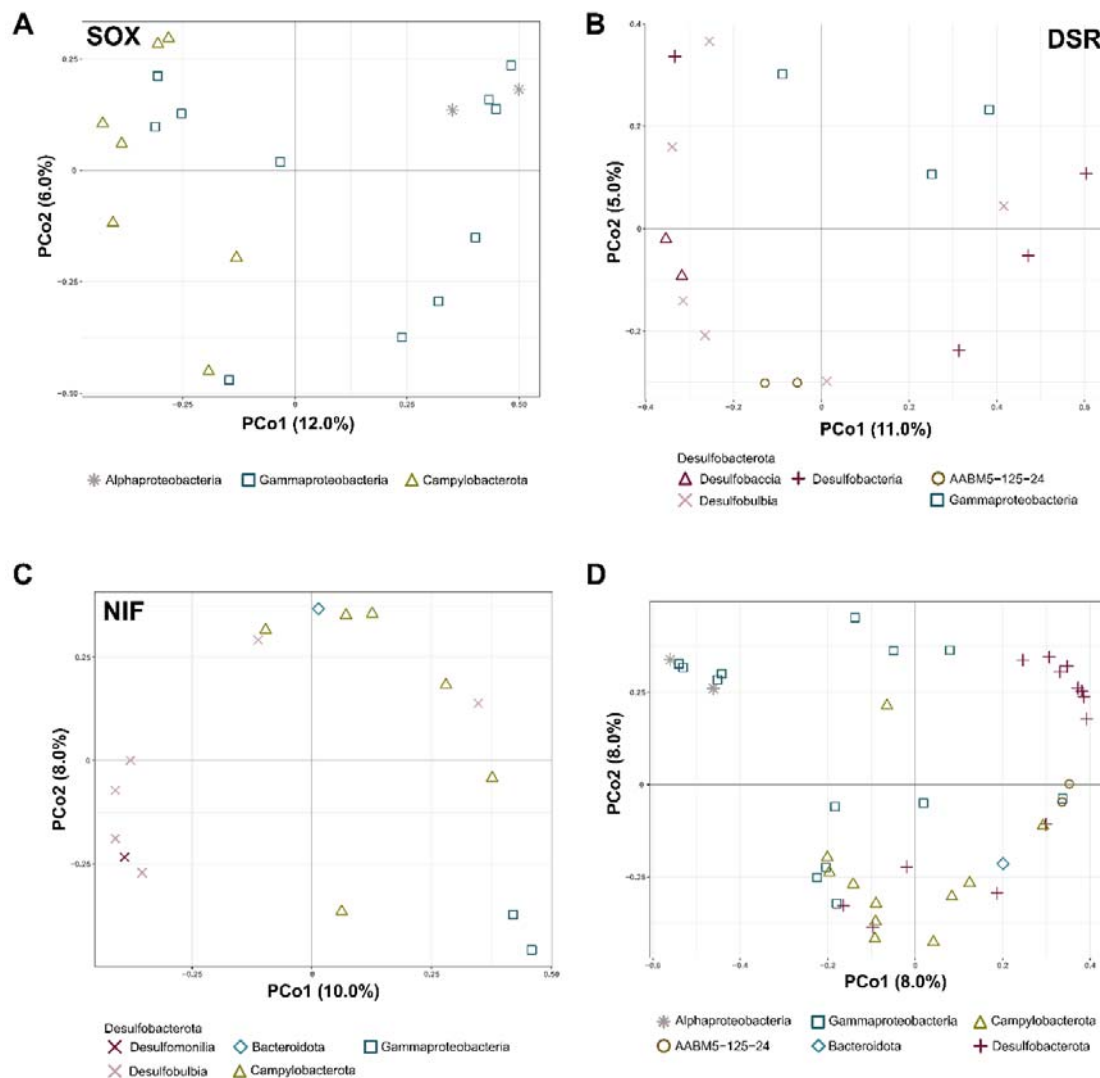 A
SOX
0.25
0
−0.25
−0.50
−0.25
0
0.25
0.50
PCo2 (6.0%)
PCo1 (12.0%)
Alphaproteobacteria Gammaproteobacteria Campylobacterota
B
DSR
0.4
0.2
0
−0.2
−0.4
−0.2
0
0.2
0.4
0.6
PCo2 (5.0%)
PCo1 (11.0%)
Desulfobacterota
Desulfobaccia Desulfobacteria AABM5−125−24
Desulfobulbia Gammaproteobacteria
C
NIF
0.25
0
−0.25
−0.25
0
0.25
0.50
PCo2 (8.0%)
PCo1 (10.0%)
Desulfobacterota
Desulfomonilia Bacteroidota Gammaproteobacteria
Desulfobulbia Campylobacterota
D
0.25
0
−0.25
−0.6
−0.4
−0.2
0
0.2
0.4
PCo2 (8.0%)
PCo1 (8.0%)
Alphaproteobacteria Gammaproteobacteria Campylobacterota
AABM5−125−24 Bacteroidota Desulfobacterota